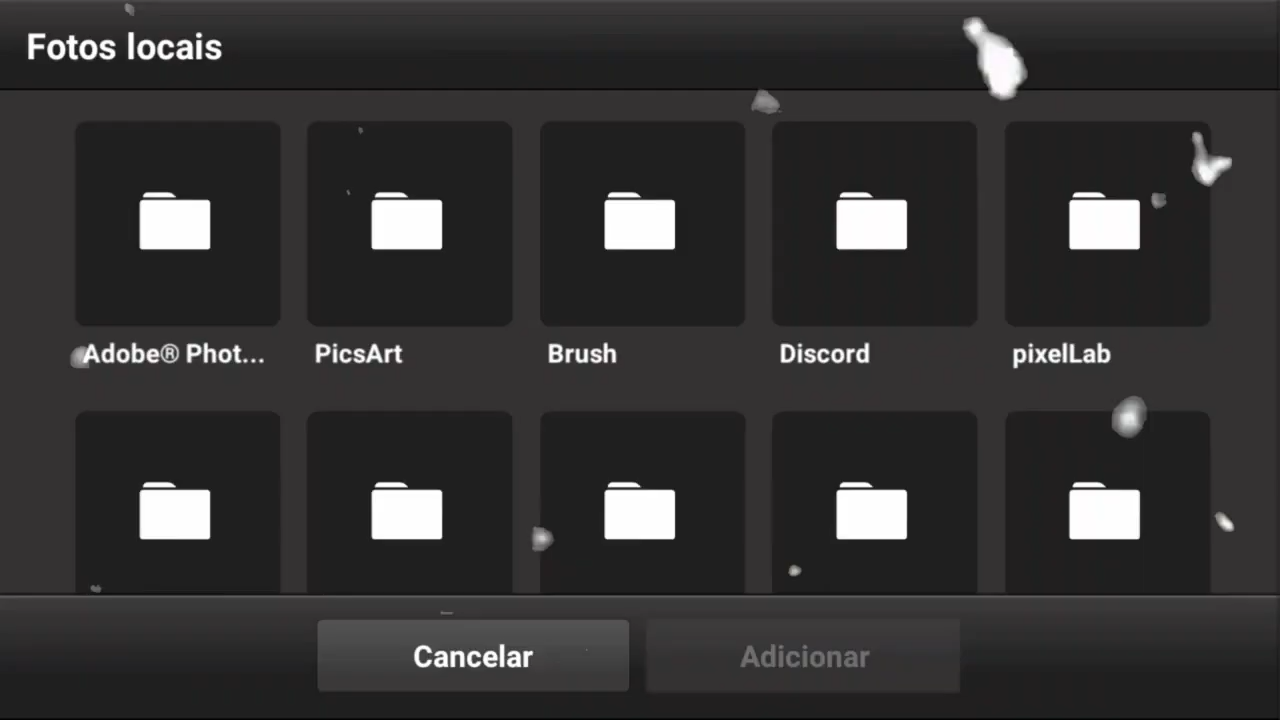 Fotos locais
Adobe® Phot...
PicsArt
Brush
Discord
pixelLab
Cancelar
Adicionar